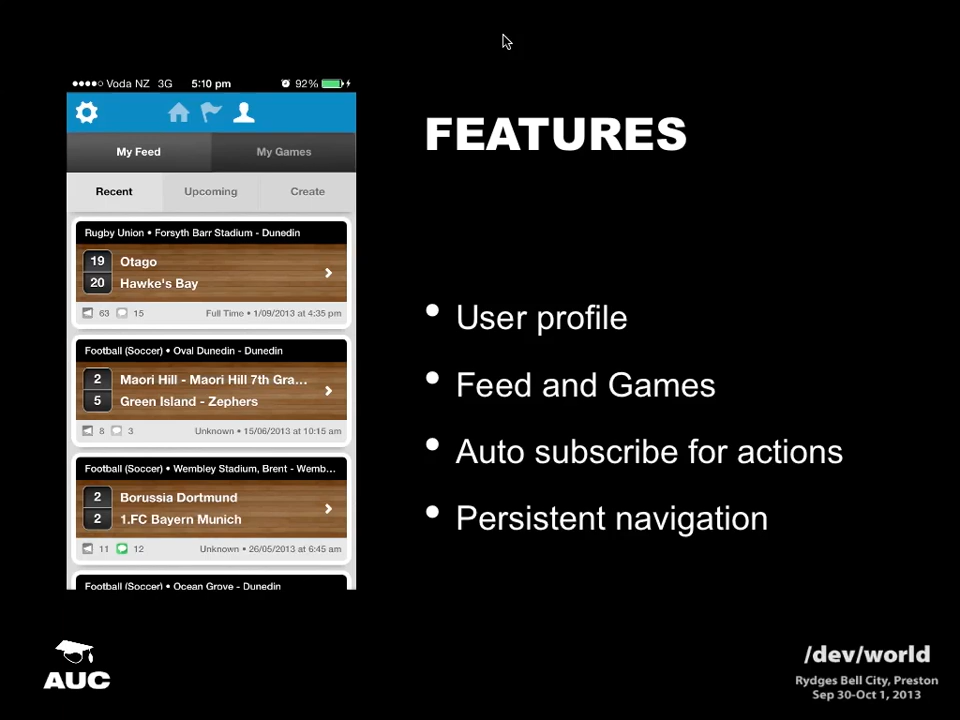 Voda NZ 3G 5:10 pm 92%
My Feed My Games
Recent Upcoming Create
Rugby Union • Forsyth Barr Stadium - Dunedin
19 Otago
20 Hawke's Bay
63 15 Full Time • 1/09/2013 at 4:35 pm
Football (Soccer) • Oval Dunedin - Dunedin
2 Maori Hill - Maori Hill 7th Gra...
5 Green Island - Zephers
8 3 Unknown • 15/06/2013 at 10:15 am
Football (Soccer) • Wembley Stadium, Brent - Wemb...
2 Borussia Dortmund
2 1.FC Bayern Munich
11 12 Unknown • 26/05/2013 at 6:45 am
Football (Soccer) • Ocean Grove - Dunedin
FEATURES
• User profile
• Feed and Games
• Auto subscribe for actions
• Persistent navigation
AUC
/dev/world
Rydges Bell City, Preston
Sep 30-Oct 1, 2013